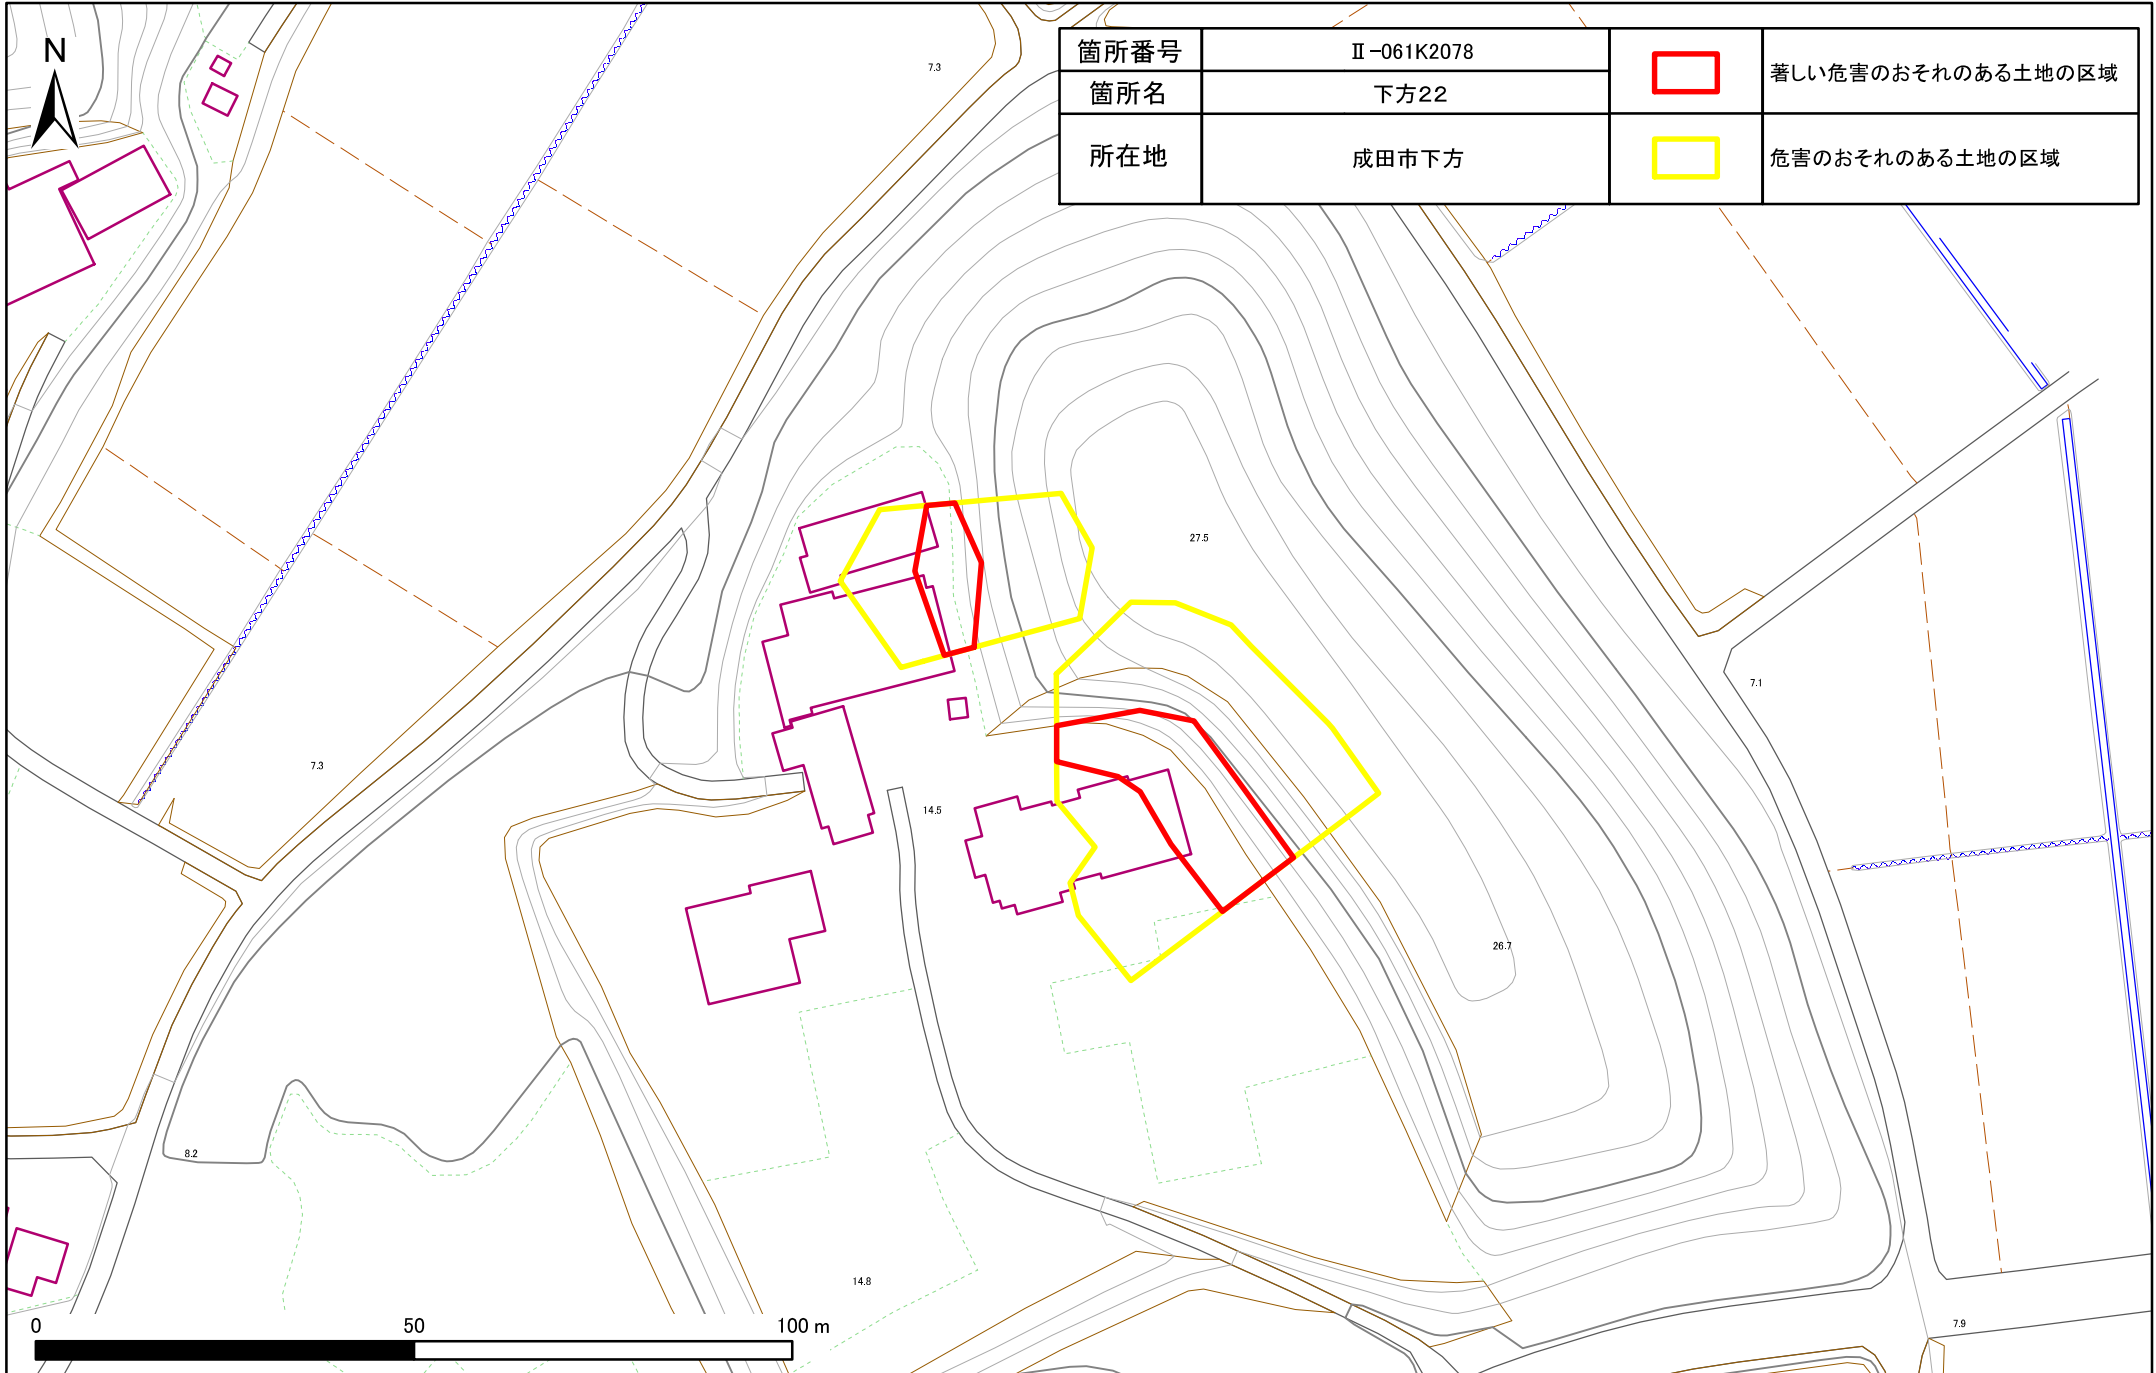 N
箇所番号 Ⅱ-061K2078
箇所名 下方22
所在地 成田市下方
著しい危害のおそれのある土地の区域
危害のおそれのある土地の区域
7.3
27.5
7.1
7.3
14.5
26.7
8.2
14.8
7.9
0 50 100 m